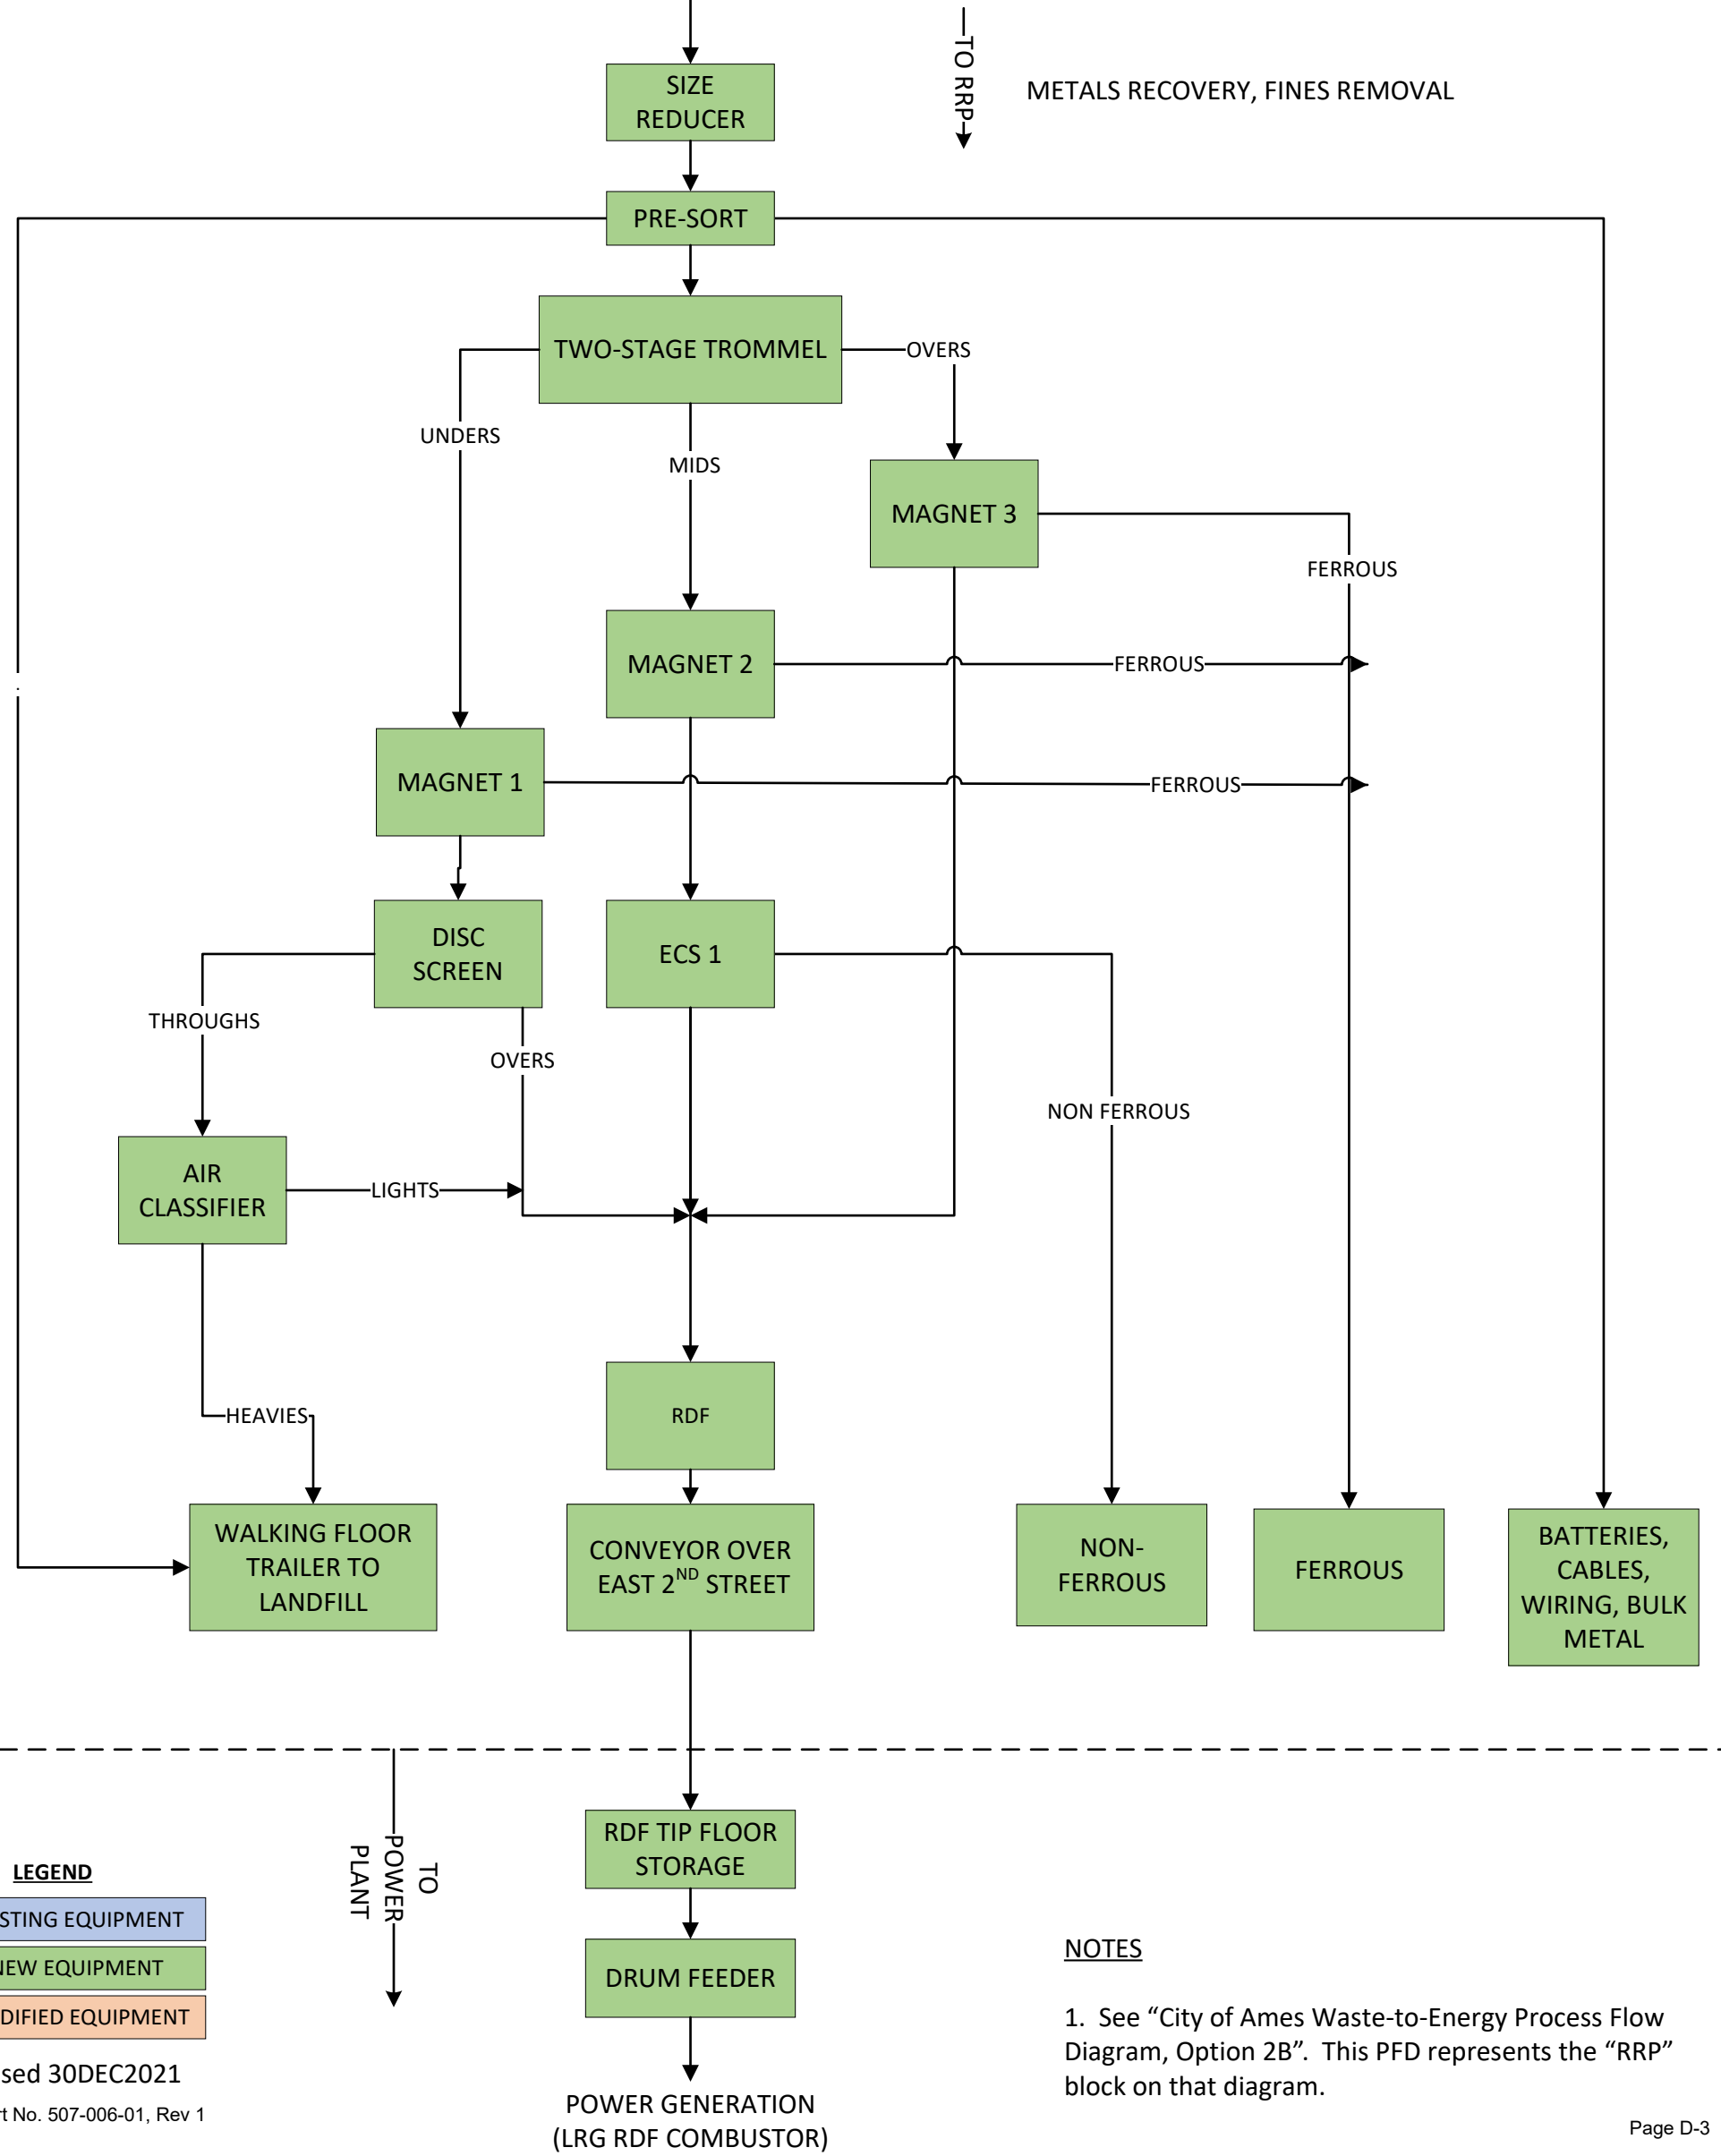 TO RRP
METALS RECOVERY, FINES REMOVAL
SIZE
REDUCER
PRE-SORT
TWO-STAGE TROMMEL
OVERS
UNDERS
MIDS
MAGNET 3
FERROUS
MAGNET 2
FERROUS
MAGNET 1
FERROUS
DISC
SCREEN
ECS 1
THROUGHS
OVERS
NON FERROUS
AIR
CLASSIFIER
LIGHTS
RDF
HEAVIES
WALKING FLOOR
TRAILER TO
LANDFILL
CONVEYOR OVER
EAST 2ND STREET
NON-
FERROUS
FERROUS
BATTERIES,
CABLES,
WIRING, BULK
METAL
TO
POWER
PLANT
RDF TIP FLOOR
STORAGE
DRUM FEEDER
POWER GENERATION
(LRG RDF COMBUSTOR)
LEGEND
STING EQUIPMENT
NEW EQUIPMENT
DIFIED EQUIPMENT
sed 30DEC2021
rt No. 507-006-01, Rev 1
NOTES
1. See “City of Ames Waste-to-Energy Process Flow
Diagram, Option 2B”. This PFD represents the “RRP”
block on that diagram.
Page D-3